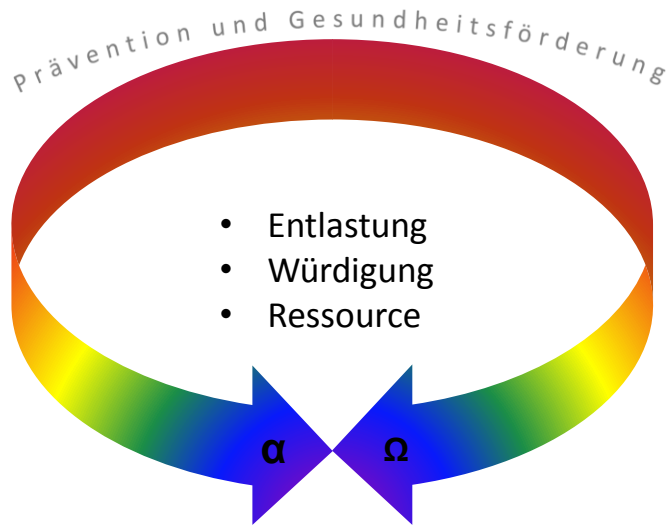 Prävention und Gesundheitsförderung
• Entlastung
• Würdigung
• Ressource
α Ω